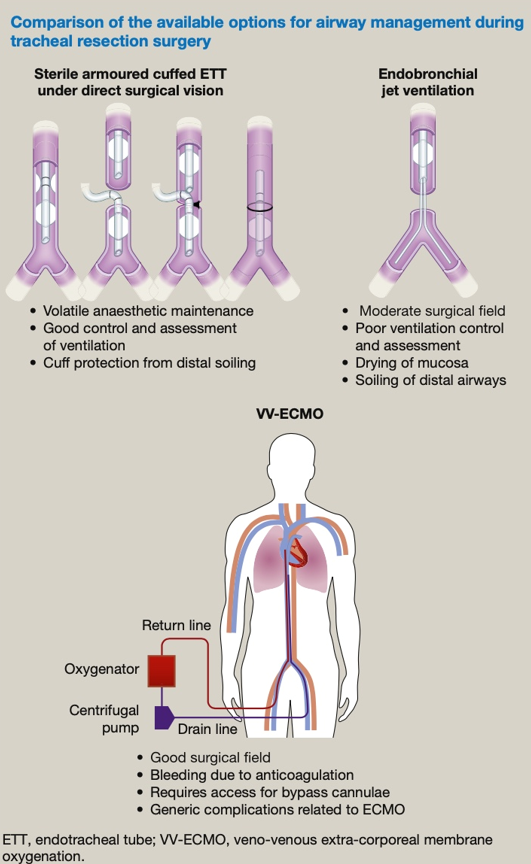 Comparison of the available options for airway management during
tracheal resection surgery
Sterile armoured cuffed ETT
under direct surgical vision
Endobronchial
jet ventilation
• Volatile anaesthetic maintenance
• Good control and assessment
of ventilation
• Cuff protection from distal soiling
• Moderate surgical field
• Poor ventilation control
and assessment
• Drying of mucosa
• Soiling of distal airways
VV-ECMO
Return line
Oxygenator
Centrifugal
pump
Drain line
• Good surgical field
• Bleeding due to anticoagulation
• Requires access for bypass cannulae
• Generic complications related to ECMO
ETT, endotracheal tube; VV-ECMO, veno-venous extra-corporeal membrane
oxygenation.